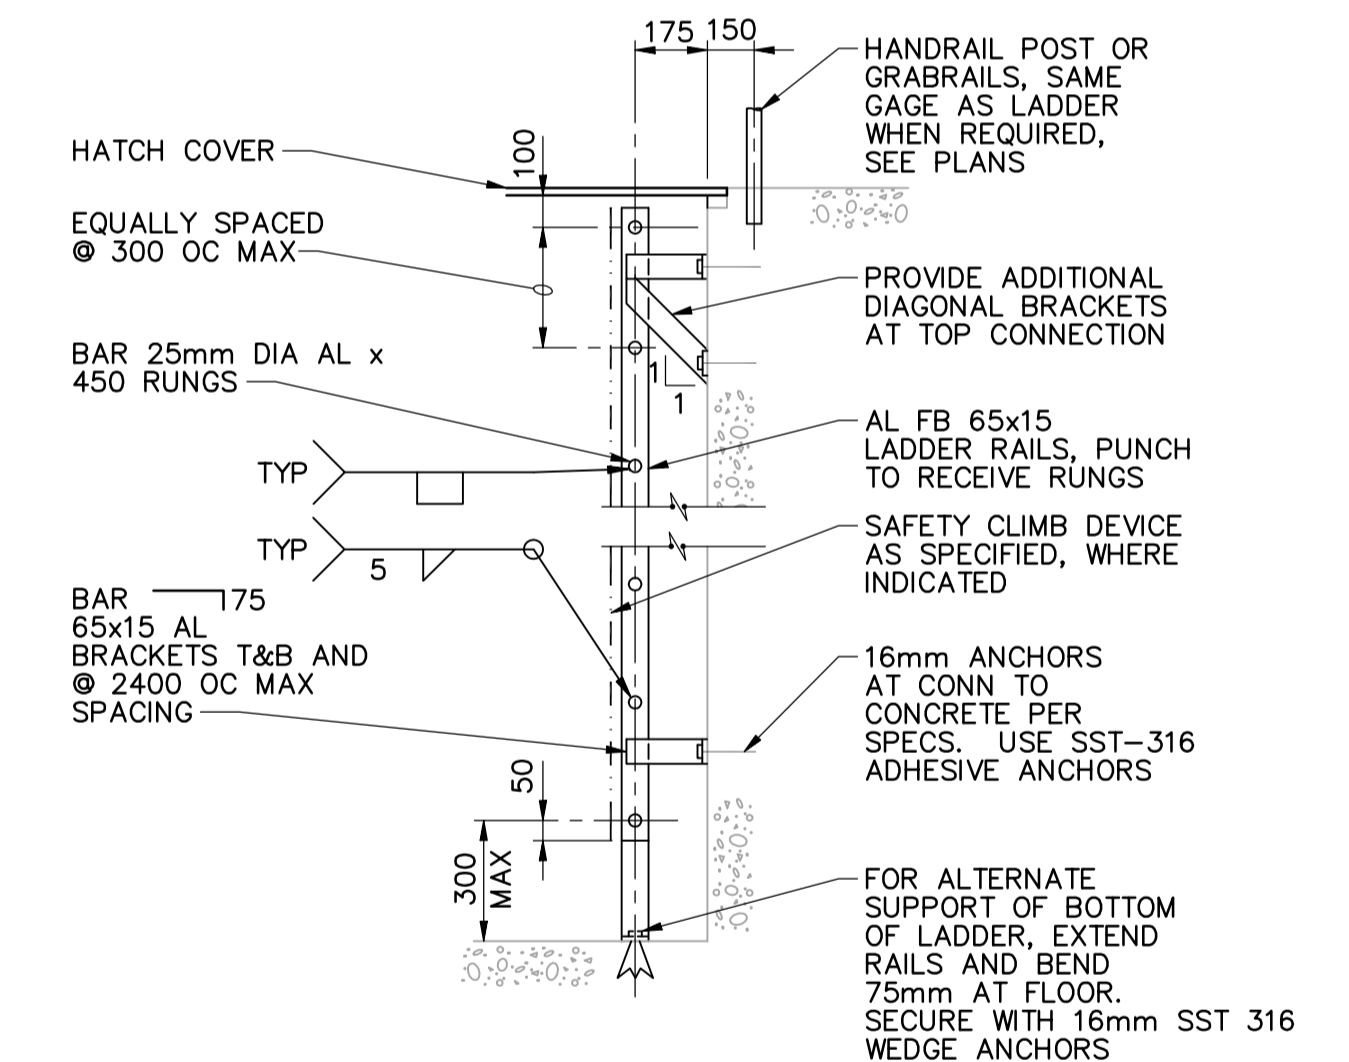 175 150
HANDRAIL POST OR
GRABRAILS, SAME
GAGE AS LADDER
WHEN REQUIRED,
SEE PLANS
HATCH COVER
100
EQUALLY SPACED
@ 300 OC MAX
PROVIDE ADDITIONAL
DIAGONAL BRACKETS
AT TOP CONNECTION
BAR 25mm DIA AL x
450 RUNGS
1
1
AL FB 65x15
LADDER RAILS, PUNCH
TO RECEIVE RUNGS
TYP
SAFETY CLIMB DEVICE
AS SPECIFIED, WHERE
INDICATED
TYP
5
BAR 75
65x15 AL
BRACKETS T&B AND
@ 2400 OC MAX
SPACING
16mm ANCHORS
AT CONN TO
CONCRETE PER
SPECS. USE SST-316
ADHESIVE ANCHORS
50
300
MAX
FOR ALTERNATE
SUPPORT OF BOTTOM
OF LADDER, EXTEND
RAILS AND BEND
75mm AT FLOOR.
SECURE WITH 16mm SST 316
WEDGE ANCHORS